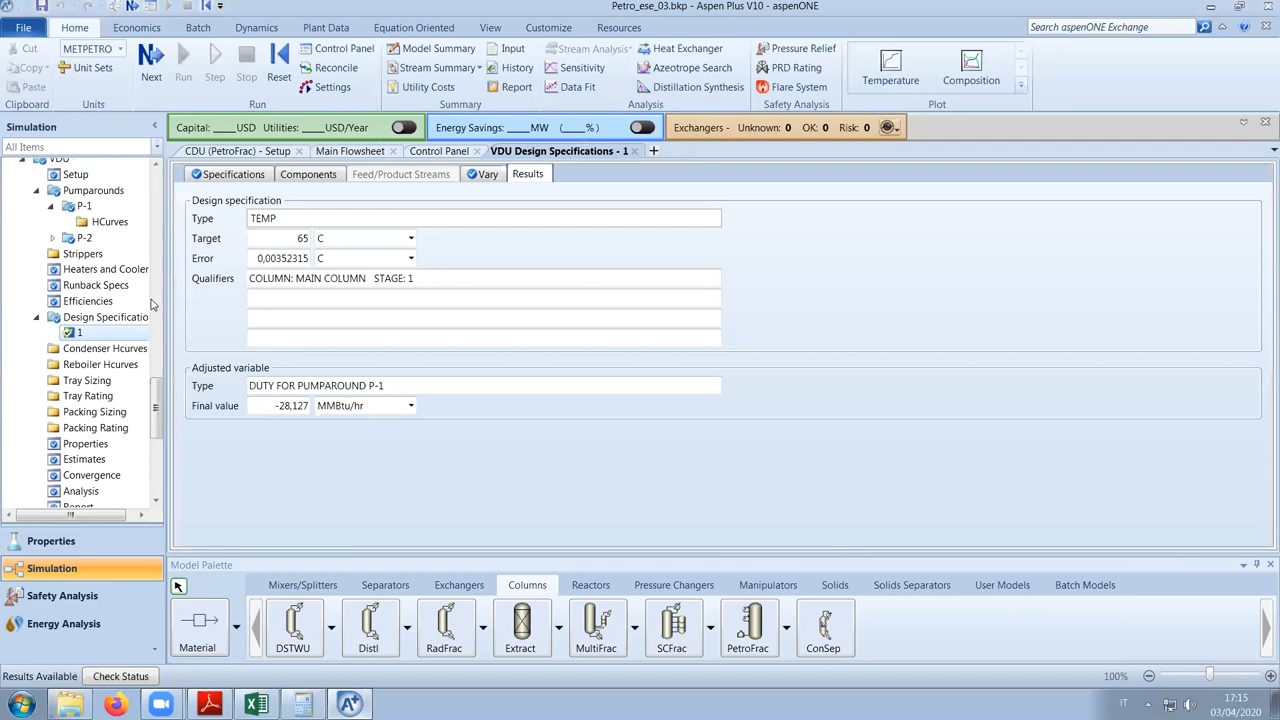 Petro_ese_03.bkp - Aspen Plus V10 - aspenONE
File Home Economics Batch Dynamics Plant Data Equation Oriented View Customize Resources Search aspenONE Exchange
Cut METPETRO Control Panel Model Summary Input Stream Analysis Heat Exchanger Pressure Relief
Copy Unit Sets Next Run Step Stop Reset Reconcile Stream Summary History Sensitivity Azeotrope Search PRD Rating Temperature Composition
Paste Settings Utility Costs Report Data Fit Distillation Synthesis Flare System
Clipboard Units Run Summary Analysis Safety Analysis Plot
Simulation Capital: ____USD Utilities: ____USD/Year Energy Savings: ____MW (____%) Exchangers - Unknown: 0 OK: 0 Risk: 0
All Items CDU (PetroFrac) - Setup Main Flowsheet Control Panel VDU Design Specifications - 1
VDU
Setup
Pumparounds
P-1
HCurves
P-2
Strippers
Heaters and Cooler
Runback Specs
Efficiencies
Design Specificatio
1
Condenser Hcurves
Reboiler Hcurves
Tray Sizing
Tray Rating
Packing Sizing
Packing Rating
Properties
Estimates
Convergence
Analysis
Report
Properties
Simulation
Safety Analysis
Energy Analysis
Specifications Components Feed/Product Streams Vary Results
Design specification
Type TEMP
Target 65 C
Error 0,00352315 C
Qualifiers COLUMN: MAIN COLUMN STAGE: 1
Adjusted variable
Type DUTY FOR PUMPAROUND P-1
Final value -28,127 MMBtu/hr
Model Palette
Mixers/Splitters Separators Exchangers Columns Reactors Pressure Changers Manipulators Solids Solids Separators User Models Batch Models
Material DSTWU Distl RadFrac Extract MultiFrac SCFrac PetroFrac ConSep
Results Available Check Status 100%
IT 17:15
03/04/2020